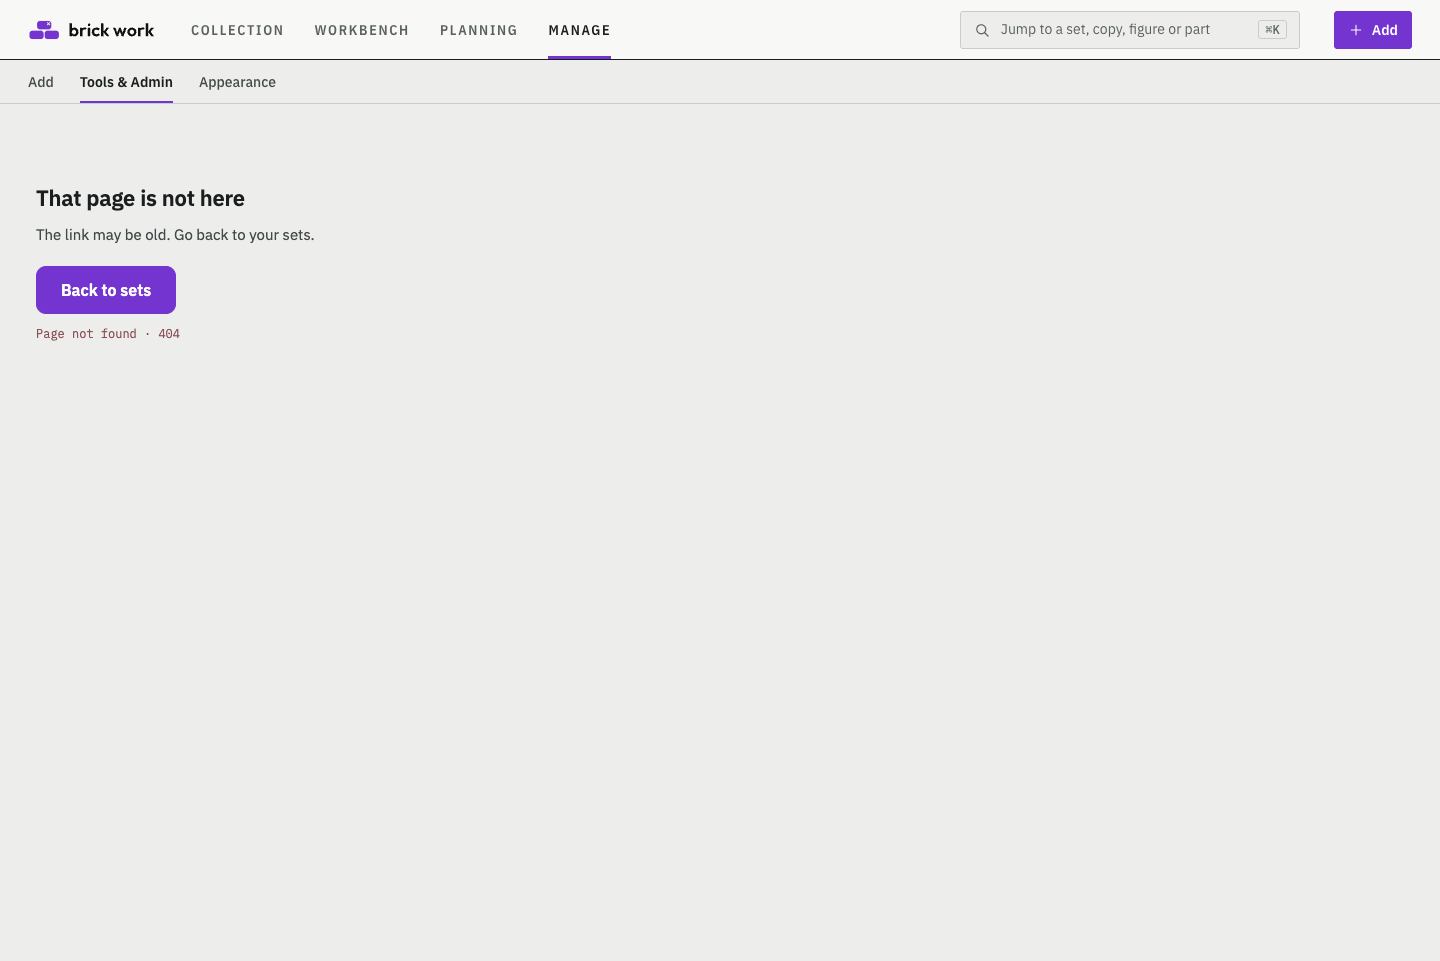 brick work
COLLECTION
WORKBENCH
PLANNING
MANAGE
Jump to a set, copy, figure or part
⌘K
+ Add
Add
Tools & Admin
Appearance
That page is not here
The link may be old. Go back to your sets.
Back to sets
Page not found · 404